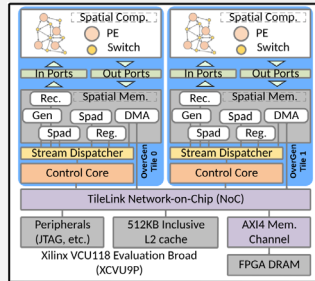 Spatial Comp.
PE
Switch
In Ports
Out Ports
Rec.
Spatial Mem.
Gen
Spad
DMA
Spad
Reg.
Stream Dispatcher
Control Core
OverGen
Tile 0
Spatial Comp.
PE
Switch
In Ports
Out Ports
Rec.
Spatial Mem.
Gen
Spad
DMA
Spad
Reg.
Stream Dispatcher
Control Core
OverGen
Tile 1
TileLink Network-on-Chip (NoC)
Peripherals
(JTAG, etc.)
512KB Inclusive
L2 cache
AXI4 Mem.
Channel
Xilinx VCU118 Evaluation Broad
(XCVU9P)
FPGA DRAM